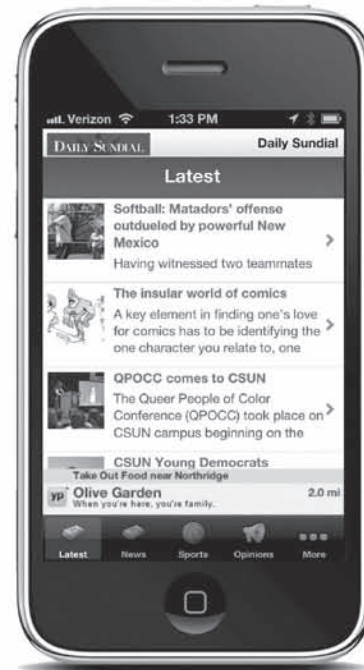 Verizon 1:33 PM
DAILY SUNDIAL Daily Sundial
Latest
Softball: Matadors' offense
outdueled by powerful New
Mexico
Having witnessed two teammates
The insular world of comics
A key element in finding one's love
for comics has to be identifying the
one character you relate to, one
QPOCC comes to CSUN
The Queer People of Color
Conference (QPOCC) took place on
CSUN campus beginning on the
CSUN Young Democrats
Take Out Food near Northridge
yp Olive Garden 2.0 mi
When you're here, you're family.
Latest News Sports Opinions More